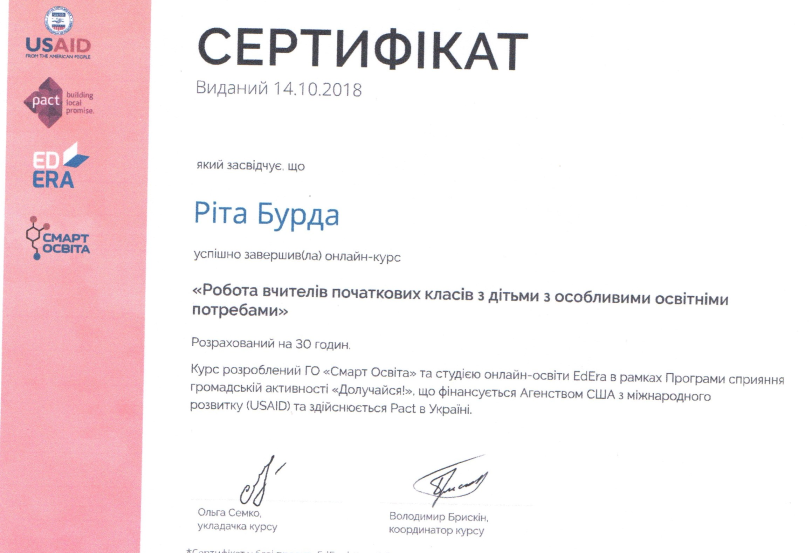 USAID
FROM THE AMERICAN PEOPLE
pact
building
local
promise.
ED
ERA
СМАРТ
ОСВІТА
СЕРТИФІКАТ
Виданий 14.10.2018
який засвідчує, що
Ріта Бурда
успішно завершив(ла) онлайн-курс
«Робота вчителів початкових класів з дітьми з особливими освітніми
потребами»
Розрахований на 30 годин.
Курс розроблений ГО «Смарт Освіта» та студією онлайн-освіти EdEra в рамках Програми сприяння
громадській активності «Долучайся!», що фінансується Агенством США з міжнародного
розвитку (USAID) та здійснюється Pact в Україні.
Ольга Семко,
укладачка курсу
Володимир Брискін,
координатор курсу